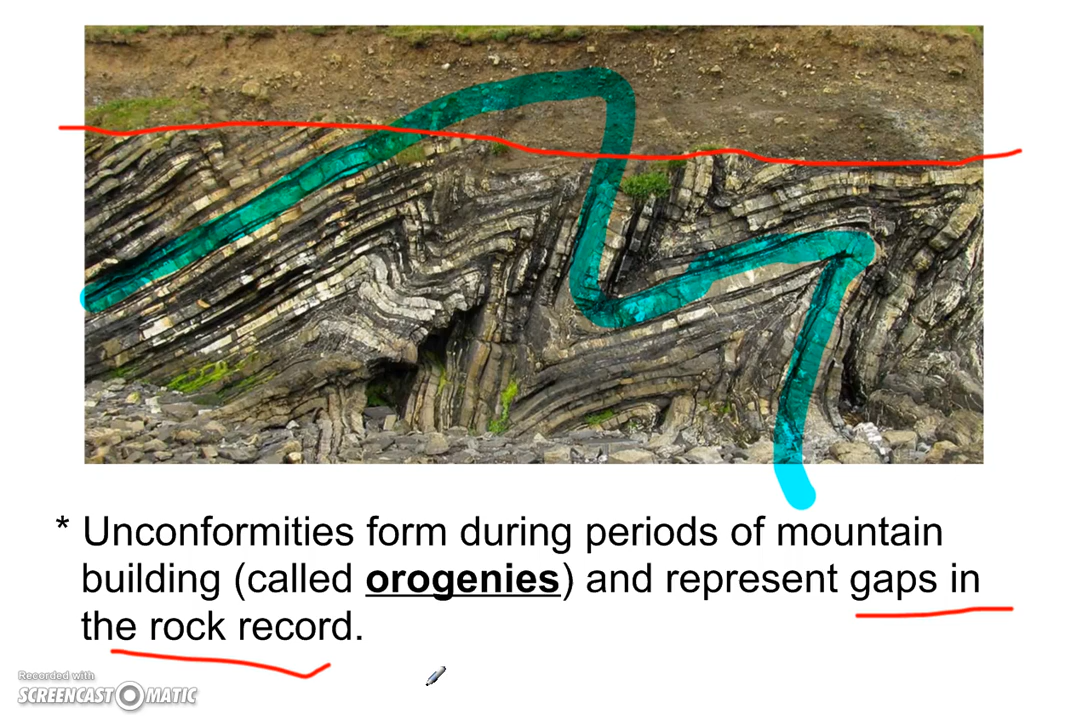 * Unconformities form during periods of mountain
building (called orogenies) and represent gaps in
the rock record.
Recorded with
SCREENCAST MATIC